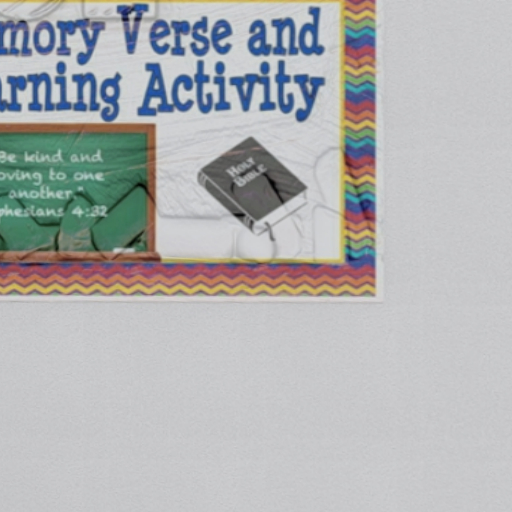 mory Verse and
rning Activity
Be kind and
oving to one
another."
phesians 4:32
HOLY
BIBLE